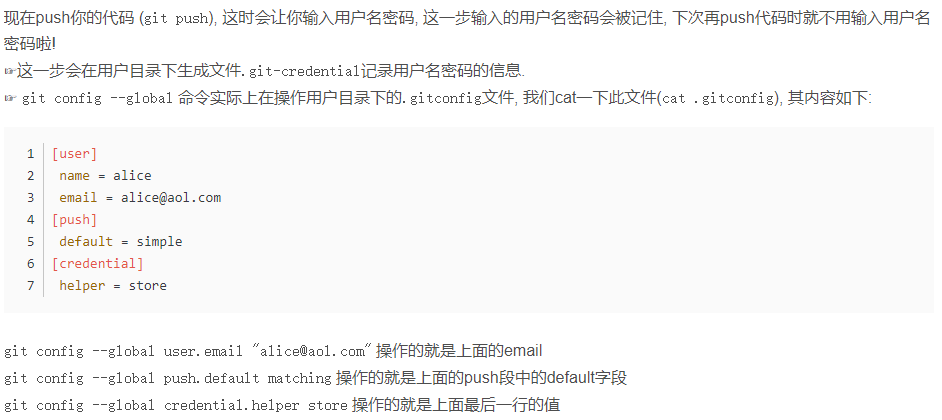 现在push你的代码 (git push), 这时会让你输入用户名密码, 这一步输入的用户名密码会被记住, 下次再push代码时就不用输入用户名
密码啦!
☞这一步会在用户目录下生成文件.git-credential记录用户名密码的信息.
☞ git config --global 命令实际上在操作用户目录下的.gitconfig文件, 我们cat一下此文件(cat .gitconfig), 其内容如下:
1 [user]
2 name = alice
3 email = alice@aol.com
4 [push]
5 default = simple
6 [credential]
7 helper = store
git config --global user.email "alice@aol.com" 操作的就是上面的email
git config --global push.default matching 操作的就是上面的push段中的default字段
git config --global credential.helper store 操作的就是上面最后一行的值